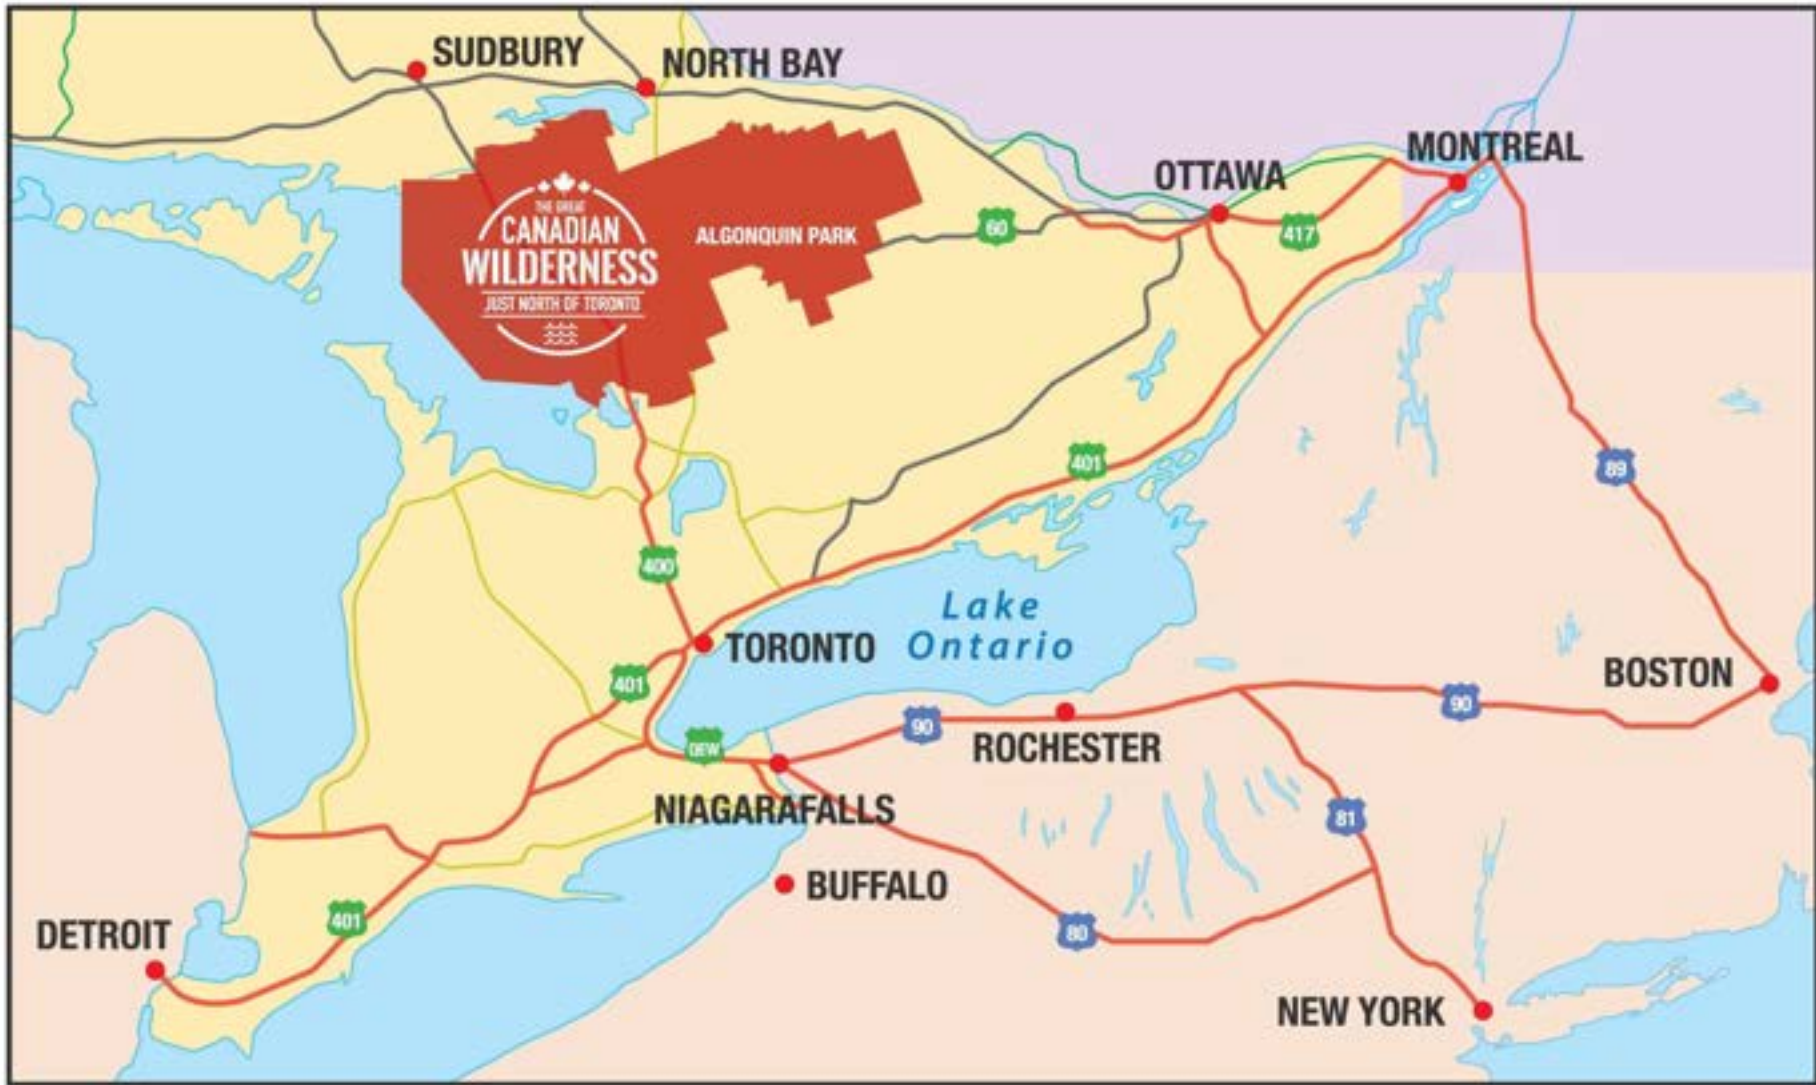 SUDBURY
NORTH BAY
MONTREAL
OTTAWA
THE GREAT
CANADIAN
WILDERNESS
JUST NORTH OF TORONTO
ALGONQUIN PARK
60
417
401
89
400
Lake
Ontario
TORONTO
401
BOSTON
90
90
QEW
ROCHESTER
NIAGARAFALLS
81
BUFFALO
401
80
DETROIT
NEW YORK